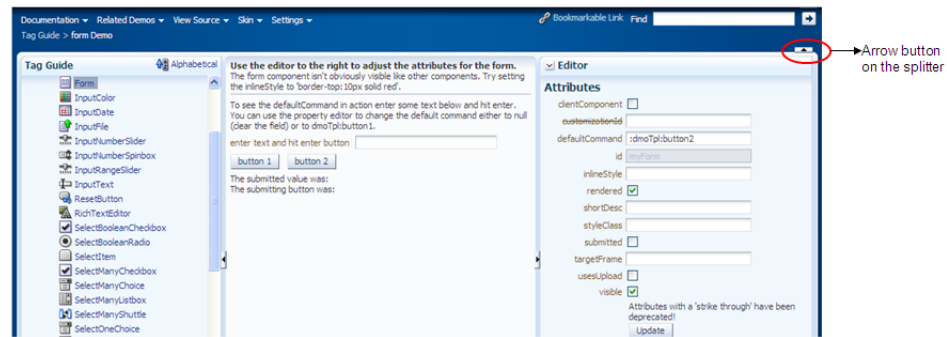 Documentation Related Demos View Source Skin Settings Bookmarkable Link Find
Tag Guide > form Demo
Arrow button
on the splitter
Tag Guide Alphabetical
Form
InputColor
InputDate
InputFile
InputNumberSlider
InputNumberSpinbox
InputRangeSlider
InputText
ResetButton
RichTextEditor
SelectBooleanCheckbox
SelectBooleanRadio
SelectItem
SelectManyCheckbox
SelectManyChoice
SelectManyListbox
SelectManyShuttle
SelectOneChoice
Use the editor to the right to adjust the attributes for the form.
The form component isn't obviously visible like other components. Try setting
the inlineStyle to 'border-top:10px solid red'.
To see the defaultCommand in action enter some text below and hit enter.
You can use the property editor to change the default command either to null
(clear the field) or to dmoTpl:button1.
enter text and hit enter button
button 1 button 2
The submitted value was:
The submitting button was:
Editor
Attributes
clientComponent
customizationId
defaultCommand :dmoTpl:button2
id myForm
inlineStyle
rendered
shortDesc
styleClass
submitted
targetFrame
usesUpload
visible
Attributes with a 'strike through' have been
deprecated!
Update